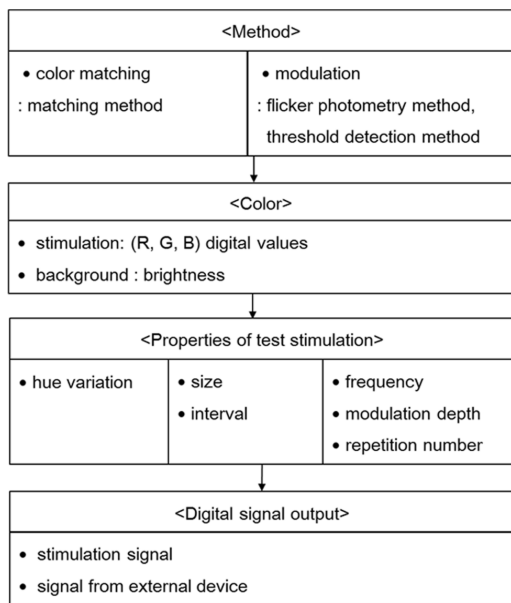 <Method>
• color matching
: matching method
• modulation
: flicker photometry method,
threshold detection method
<Color>
• stimulation: (R, G, B) digital values
• background : brightness
<Properties of test stimulation>
• hue variation
• size
• interval
• frequency
• modulation depth
• repetition number
<Digital signal output>
• stimulation signal
• signal from external device